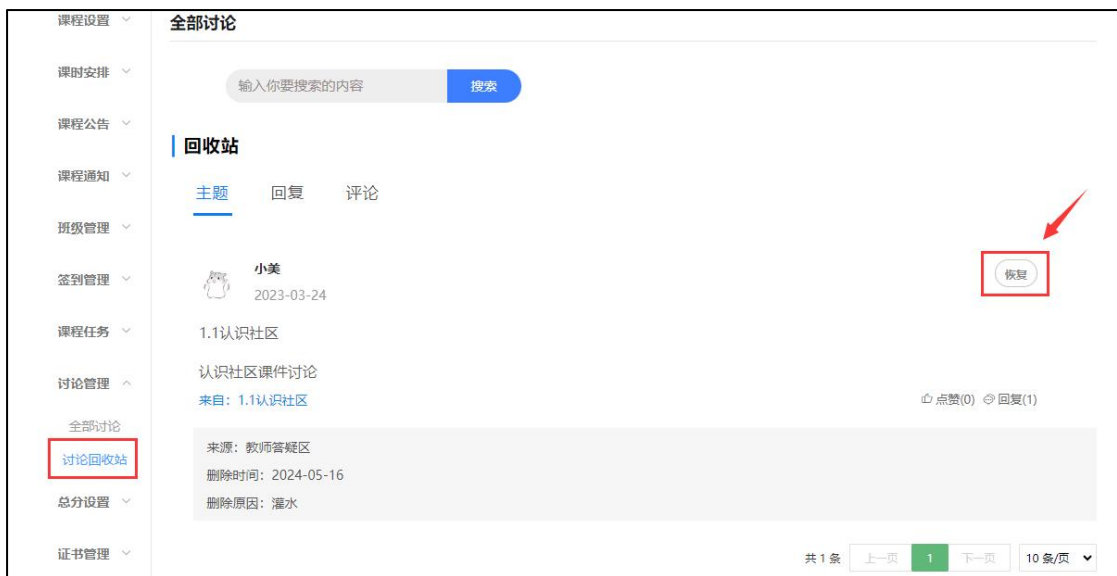 课程设置
课时安排
课程公告
课程通知
班级管理
签到管理
课程任务
讨论管理
全部讨论
讨论回收站
总分设置
证书管理
全部讨论
输入你要搜索的内容 搜索
回收站
主题 回复 评论
小美
2023-03-24
恢复
1.1认识社区
认识社区课件讨论
来自：1.1认识社区
点赞(0) 回复(1)
来源：教师答疑区
删除时间：2024-05-16
删除原因：灌水
共 1 条 上一页 1 下一页 10 条/页